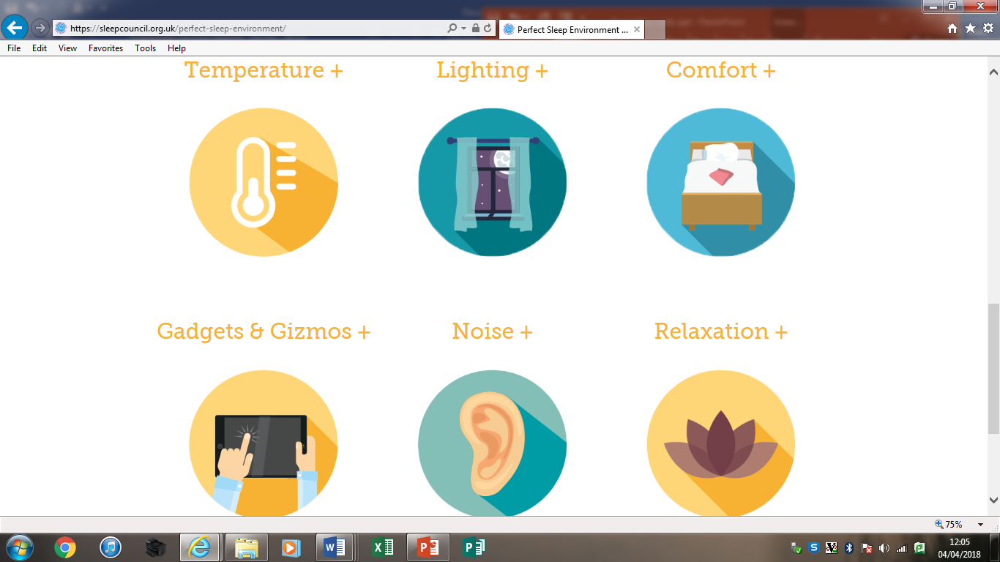 https://sleepcouncil.org.uk/perfect-sleep-environment/
Perfect Sleep Environment ...
File Edit View Favorites Tools Help
Temperature + Lighting + Comfort +
Gadgets & Gizmos + Noise + Relaxation +
75%
12:05
04/04/2018